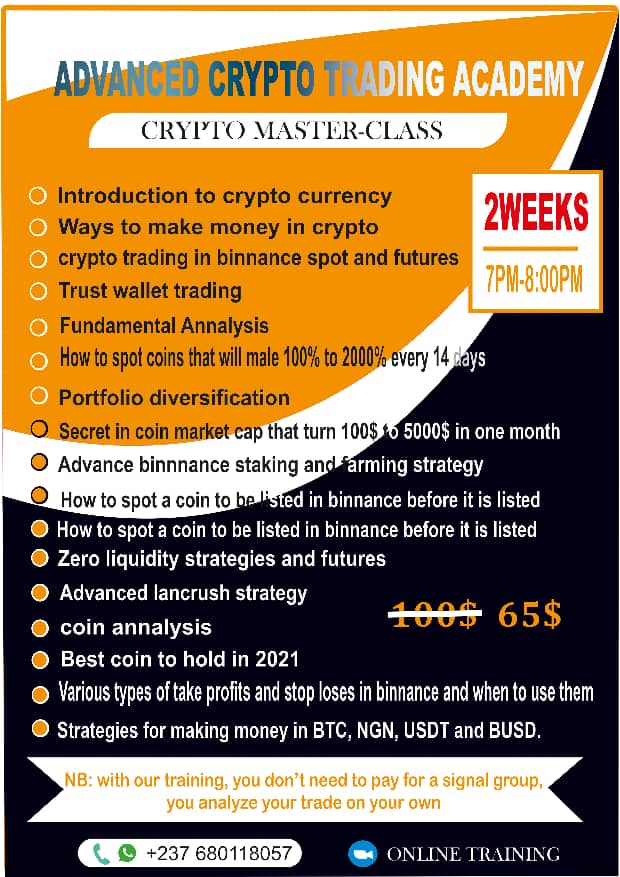 ADVANCED CRYPTO TRADING ACADEMY
CRYPTO MASTER-CLASS
Introduction to crypto currency
Ways to make money in crypto
crypto trading in binnance spot and futures
Trust wallet trading
Fundamental Annalysis
How to spot coins that will male 100% to 2000% every 14 days
Portfolio diversification
Secret in coin market cap that turn 100$ to 5000$ in one month
Advance binnnance staking and farming strategy
How to spot a coin to be listed in binnance before it is listed
How to spot a coin to be listed in binnance before it is listed
Zero liquidity strategies and futures
Advanced lancrush strategy
coin annalysis
Best coin to hold in 2021
Various types of take profits and stop loses in binnance and when to use them
Strategies for making money in BTC, NGN, USDT and BUSD.
2WEEKS
7PM-8:00PM
100$ 65$
NB: with our training, you don’t need to pay for a signal group,
you analyze your trade on your own
+237 680118057
ONLINE TRAINING